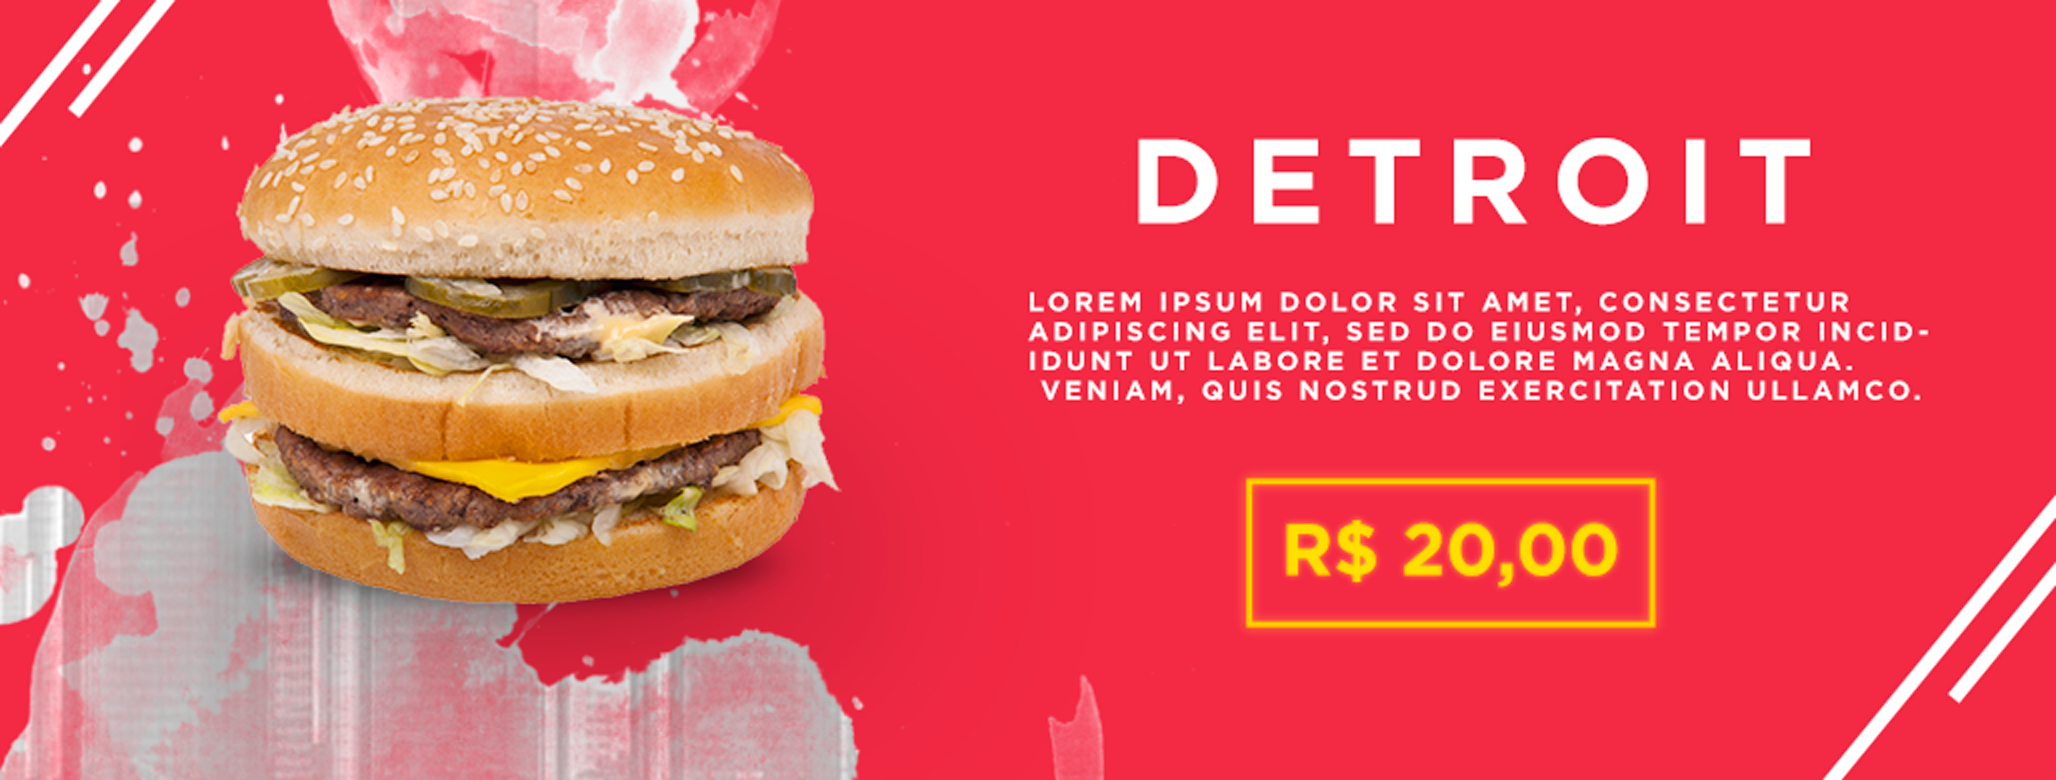 DETROIT
LOREM IPSUM DOLOR SIT AMET, CONSECTETUR
ADIPISCING ELIT, SED DO EIUSMOD TEMPOR INCID-
IDUNT UT LABORE ET DOLORE MAGNA ALIQUA.
VENIAM, QUIS NOSTRUD EXERCITATION ULLAMCO.
R$ 20,00